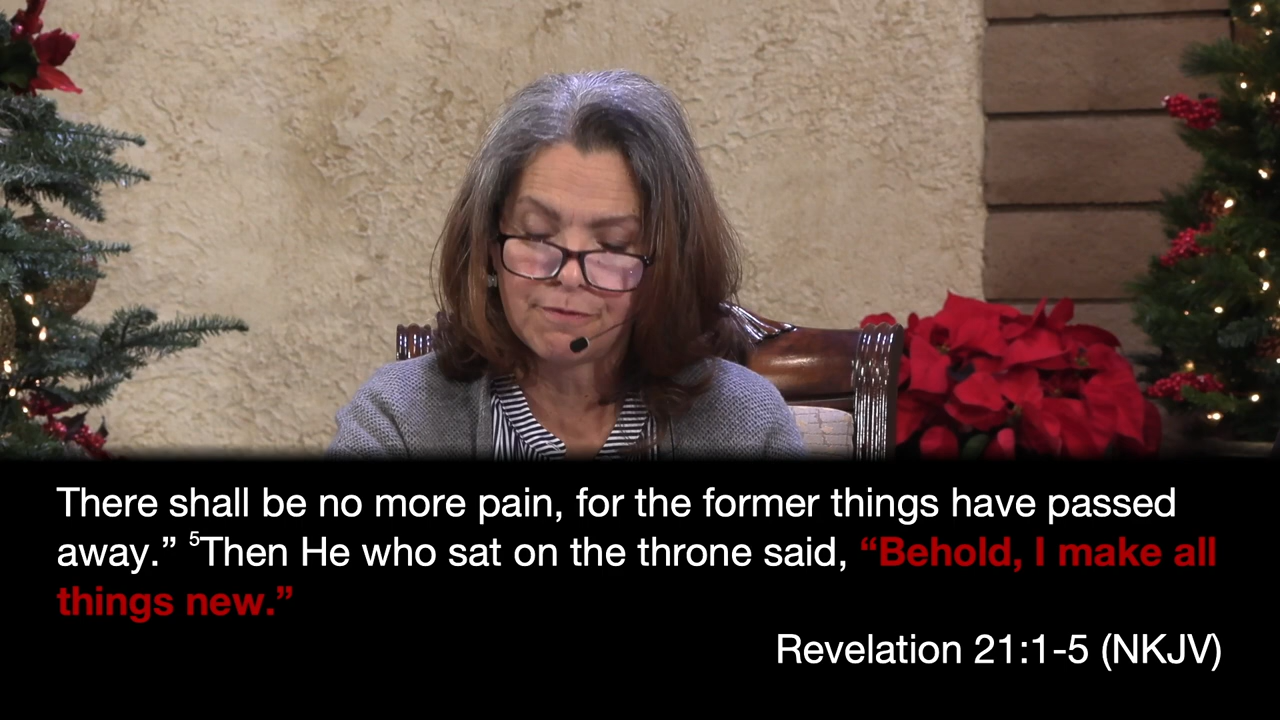 There shall be no more pain, for the former things have passed
away.” ⁵Then He who sat on the throne said, “Behold, I make all
things new.”
Revelation 21:1-5 (NKJV)